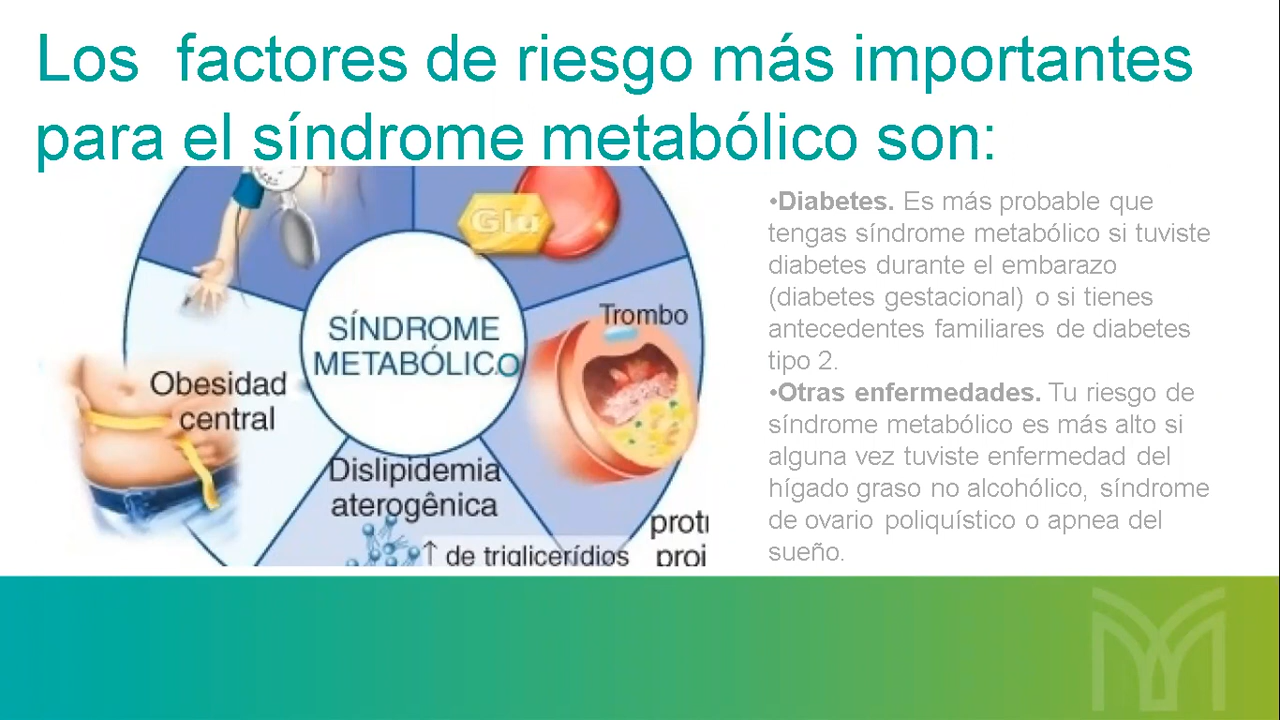 Los  factores de riesgo más importantes
para el síndrome metabólico son:
Glu
Trombo
SÍNDROME
METABÓLICO
Obesidad
central
Dislipidemia
aterogênica
↑ de triglicerídios
•Diabetes. Es más probable que
tengas síndrome metabólico si tuviste
diabetes durante el embarazo
(diabetes gestacional) o si tienes
antecedentes familiares de diabetes
tipo 2.
•Otras enfermedades. Tu riesgo de
síndrome metabólico es más alto si
alguna vez tuviste enfermedad del
hígado graso no alcohólico, síndrome
de ovario poliquístico o apnea del
sueño.